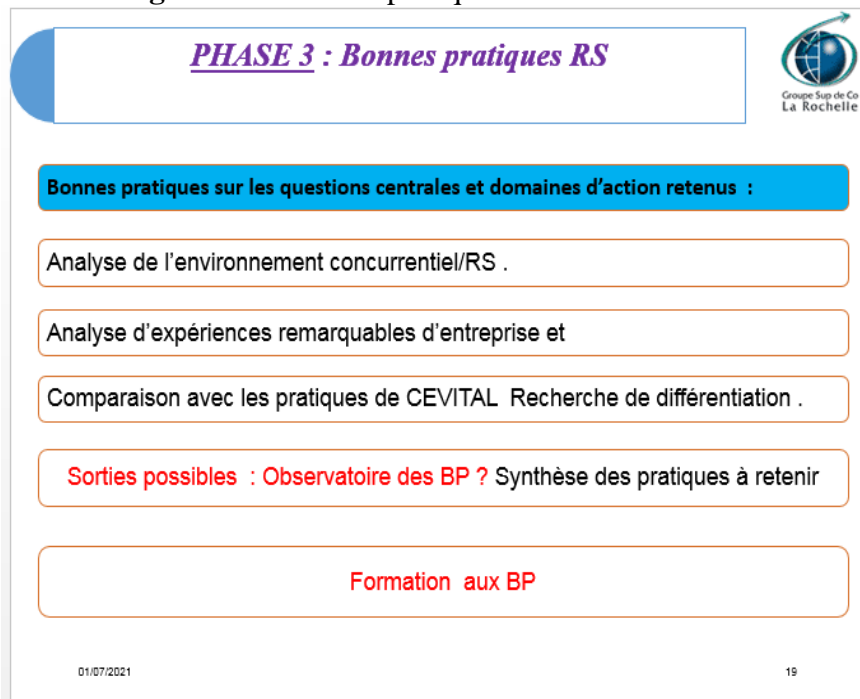 PHASE 3 : Bonnes pratiques RS
Groupe Sup de Co
La Rochelle
Bonnes pratiques sur les questions centrales et domaines d'action retenus :
Analyse de l'environnement concurrentiel/RS .
Analyse d'expériences remarquables d'entreprise et
Comparaison avec les pratiques de CEVITAL Recherche de différentiation .
Sorties possibles : Observatoire des BP ? Synthèse des pratiques à retenir
Formation aux BP
01/07/2021
19